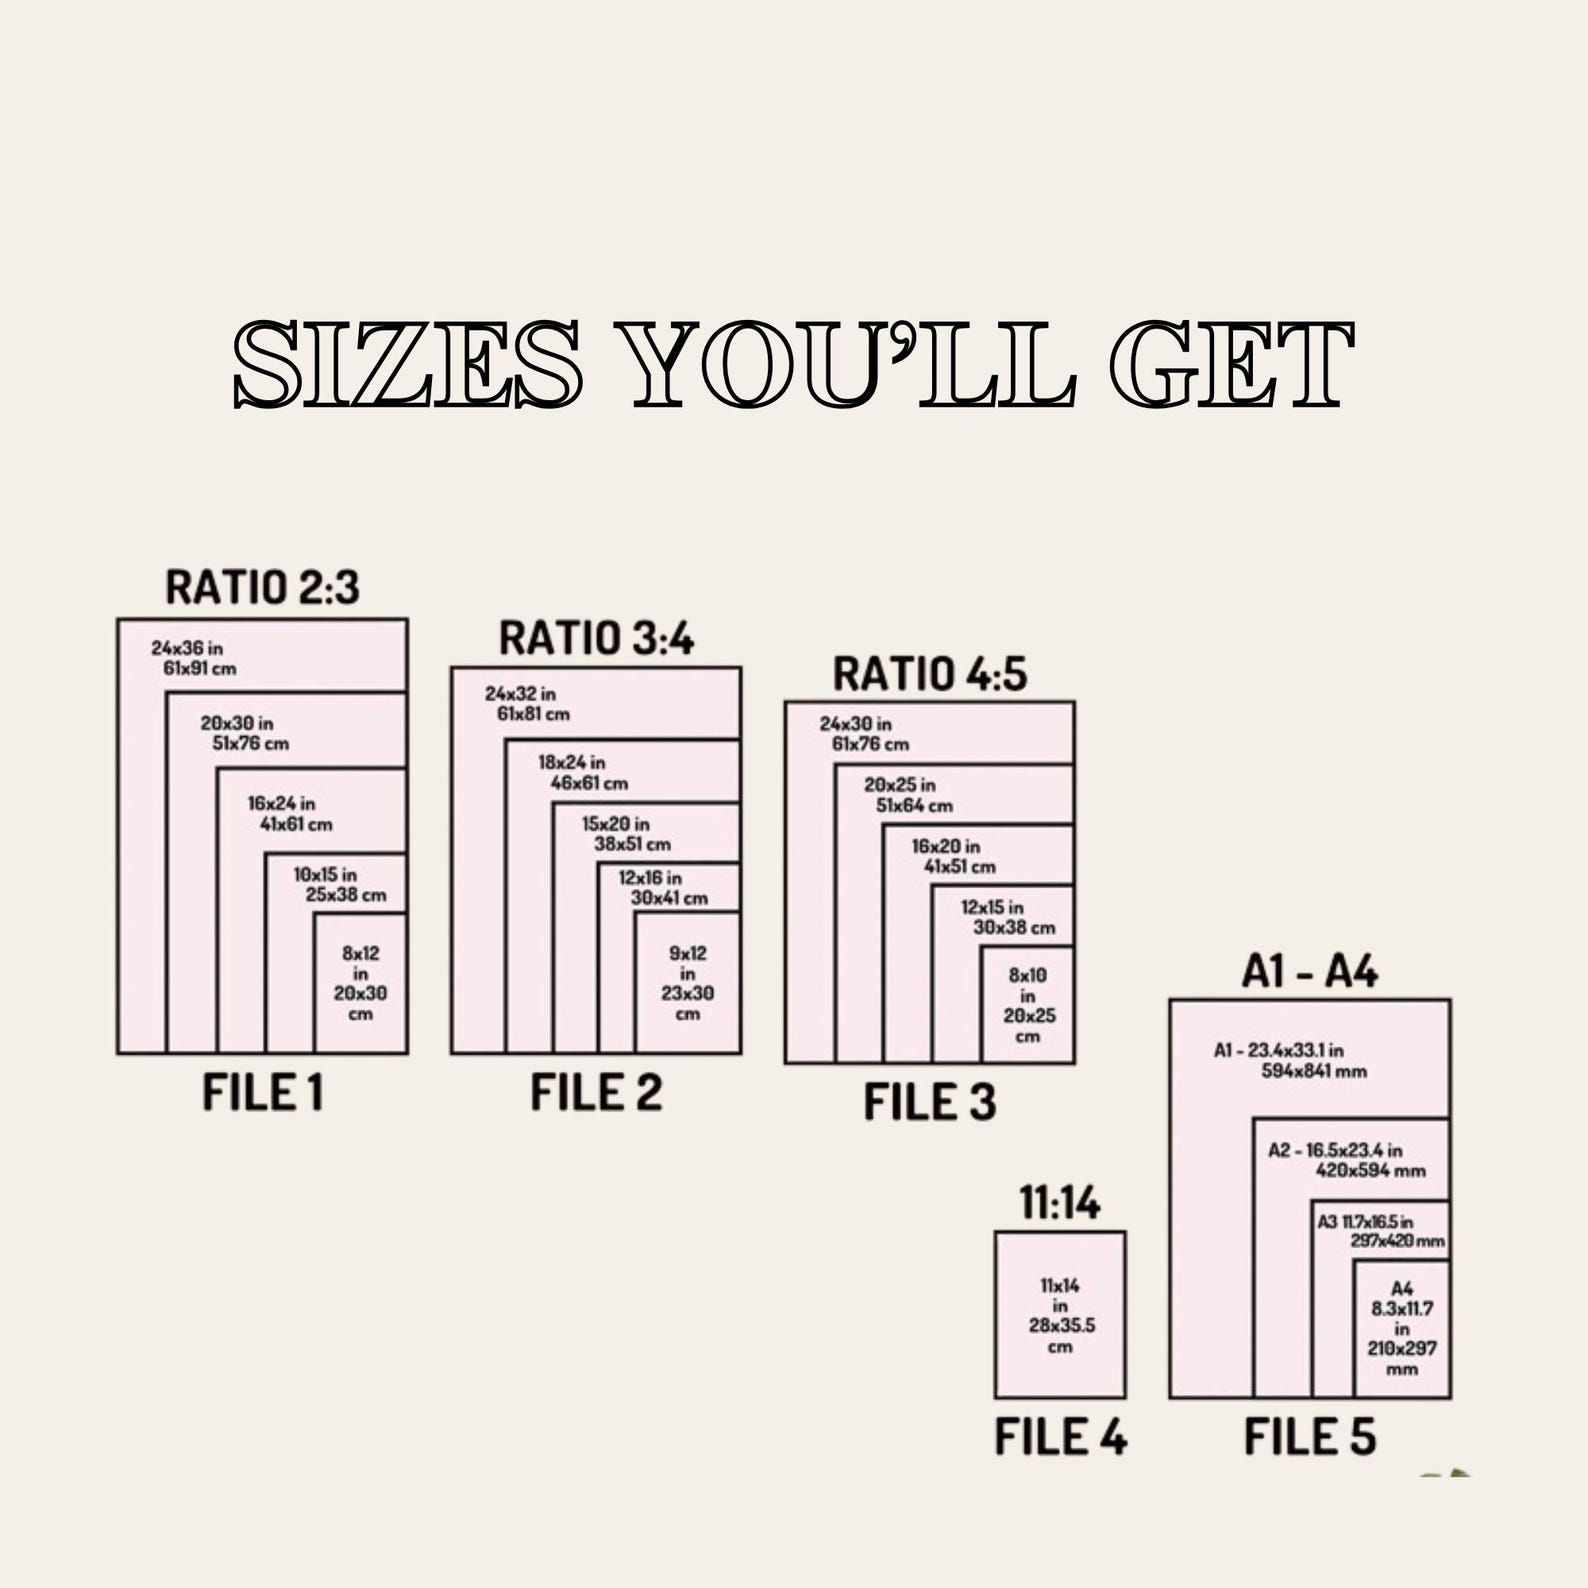 SIZES YOU'LL GET
RATIO 2:3
24x36 in
61x91 cm
20x30 in
51x76 cm
16x24 in
41x61 cm
10x15 in
25x38 cm
8x12
in
20x30
cm
FILE 1
RATIO 3:4
24x32 in
61x81 cm
18x24 in
46x61 cm
15x20 in
38x51 cm
12x16 in
30x41 cm
9x12
in
23x30
cm
FILE 2
RATIO 4:5
24x30 in
61x76 cm
20x25 in
51x64 cm
16x20 in
41x51 cm
12x15 in
30x38 cm
8x10
in
20x25
cm
FILE 3
11:14
11x14
in
28x35.5
cm
FILE 4
A1 - A4
A1 - 23.4x33.1 in
594x841 mm
A2 - 16.5x23.4 in
420x594 mm
A3 11.7x16.5 in
297x420 mm
A4
8.3x11.7
in
210x297
mm
FILE 5